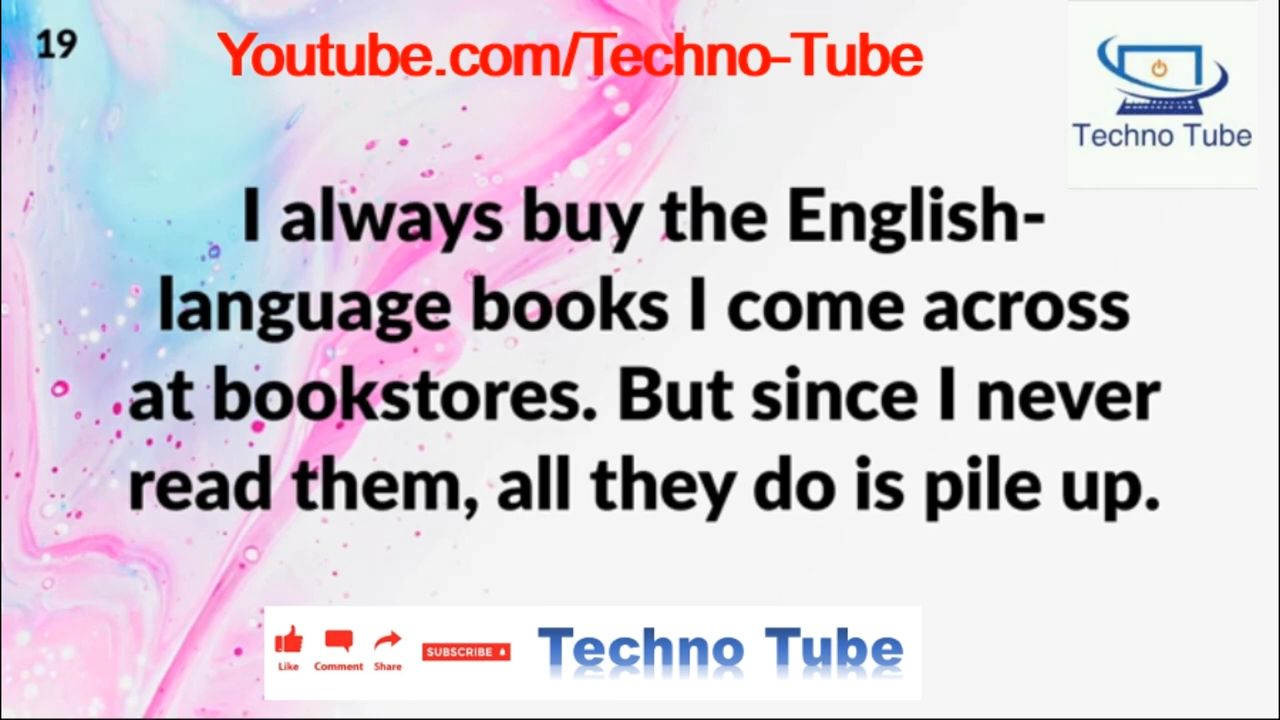 19
Youtube.com/Techno-Tube
Techno Tube
I always buy the English-
language books I come across
at bookstores. But since I never
read them, all they do is pile up.
Like Comment Share
SUBSCRIBE
Techno Tube